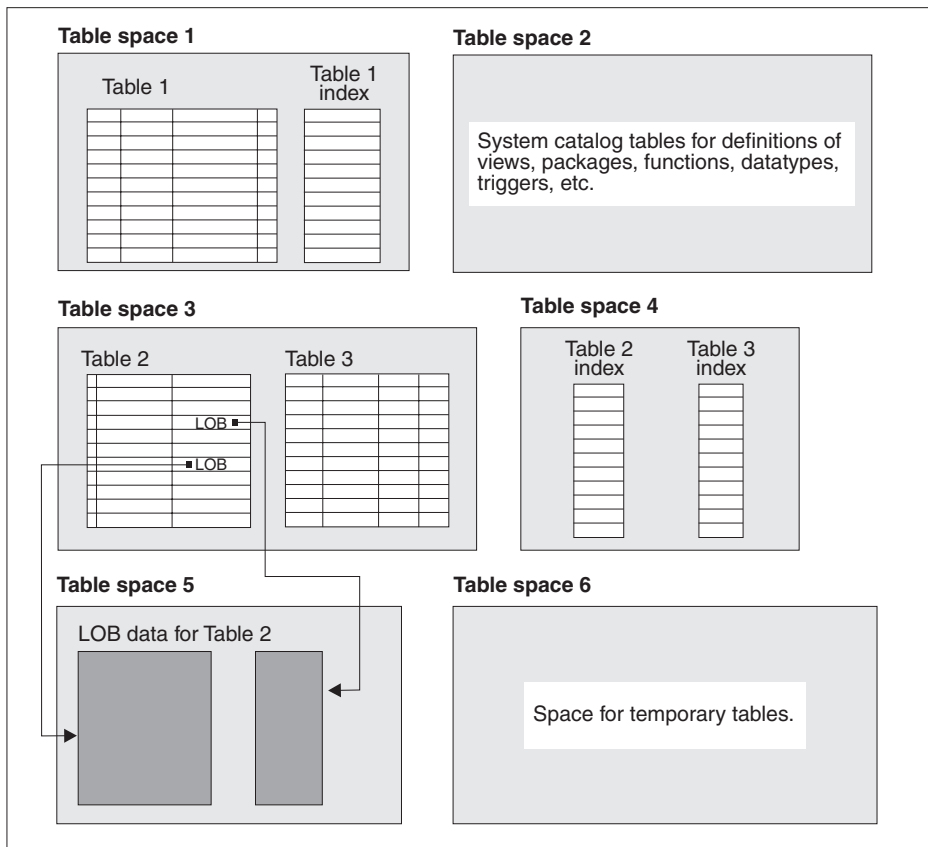 Table space 1
Table 1
Table 1
index
Table space 2
System catalog tables for definitions of
views, packages, functions, datatypes,
triggers, etc.
Table space 3
Table 2
LOB
LOB
Table 3
Table space 4
Table 2
index
Table 3
index
Table space 5
LOB data for Table 2
Table space 6
Space for temporary tables.